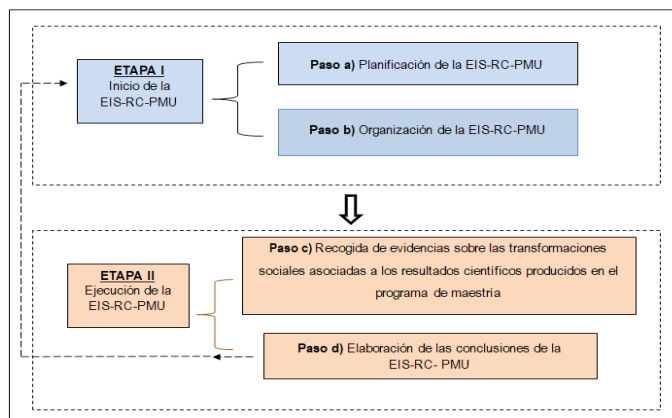 ETAPA I
Inicio de la
EIS-RC-PMU
Paso a) Planificación de la EIS-RC-PMU
Paso b) Organización de la EIS-RC-PMU
ETAPA II
Ejecución de la
EIS-RC-PMU
Paso c) Recogida de evidencias sobre las transformaciones
sociales asociadas a los resultados científicos producidos en el
programa de maestría
Paso d) Elaboración de las conclusiones de la
EIS-RC- PMU